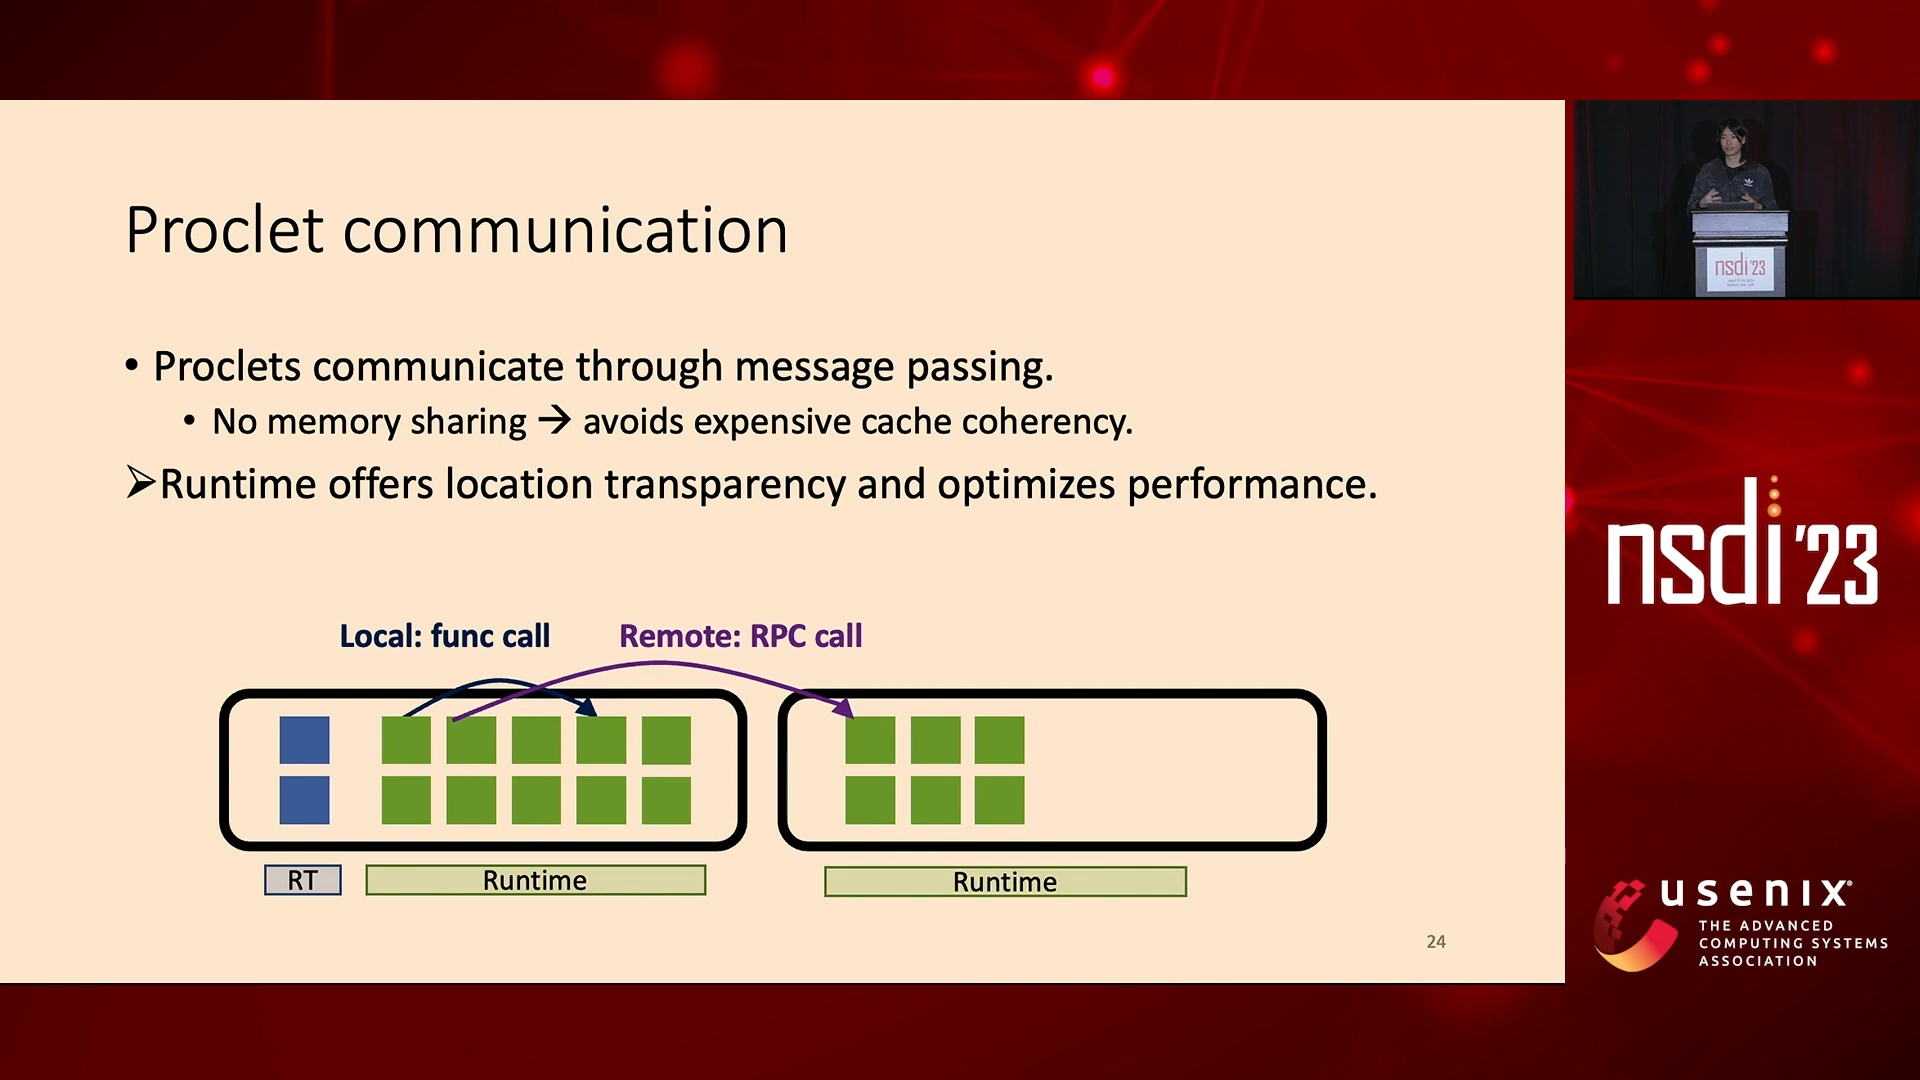 Proclet communication
• Proclets communicate through message passing.
• No memory sharing → avoids expensive cache coherency.
➢Runtime offers location transparency and optimizes performance.
Local: func call
Remote: RPC call
RT
Runtime
Runtime
24
nsdi'23
nsdi'23
usenix®
THE ADVANCED
COMPUTING SYSTEMS
ASSOCIATION